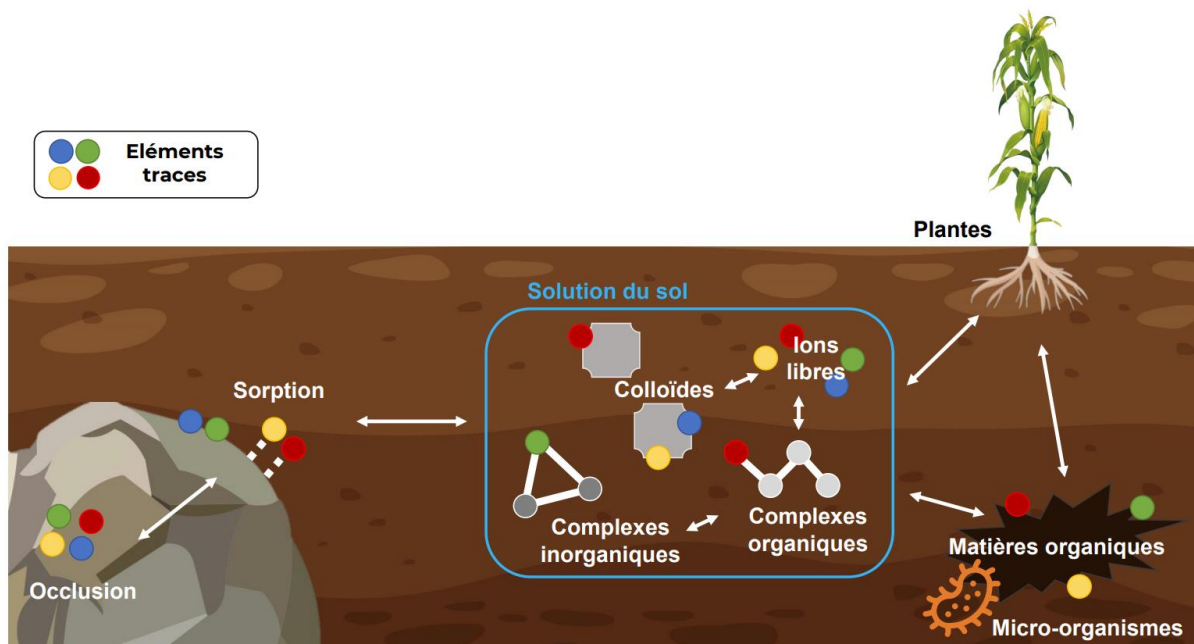 Eléments
traces
Plantes
Solution du sol
Ions
libres
Colloïdes
Sorption
Complexes
inorganiques
Complexes
organiques
Matières organiques
Occlusion
Micro-organismes